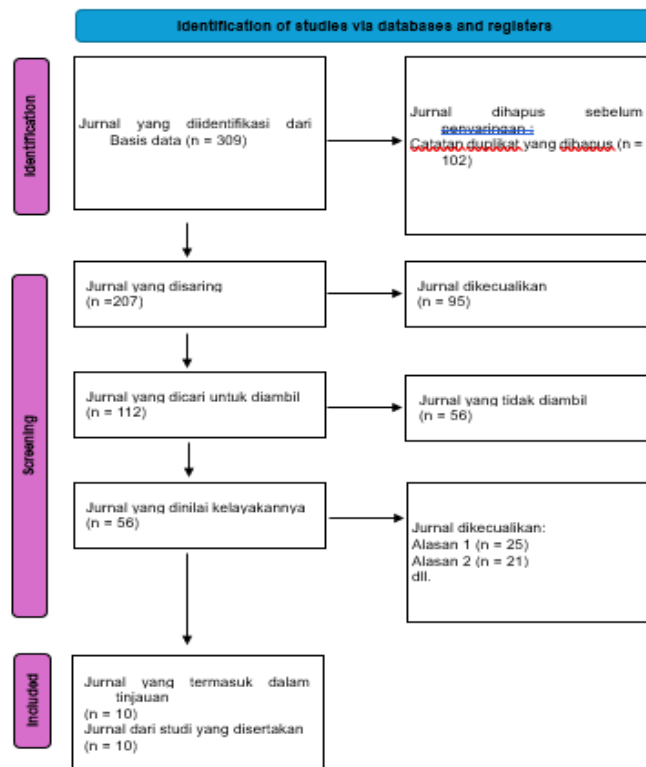 Identification of studies via databases and registers
Identification
Jurnal yang diidentifikasi dari
Basis data (n = 309)
Jurnal dihapus sebelum
penyaringan :
Catatan duplikat yang dihapus (n =
102)
Screening
Jurnal yang disaring
(n =207)
Jurnal dikecualikan
(n = 95)
Jurnal yang dicari untuk diambil
(n = 112)
Jurnal yang tidak diambil
(n = 56)
Jurnal yang dinilai kelayakannya
(n = 56)
Jurnal dikecualikan:
Alasan 1 (n = 25)
Alasan 2 (n = 21)
dll.
Included
Jurnal yang termasuk dalam
tinjauan
(n = 10)
Jurnal dari studi yang disertakan
(n = 10)